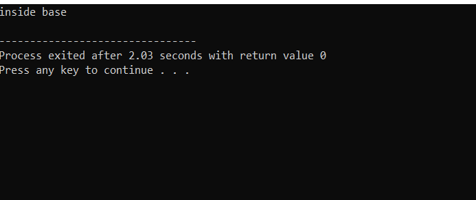 inside base
--------------------------------
Process exited after 2.03 seconds with return value 0
Press any key to continue . . .